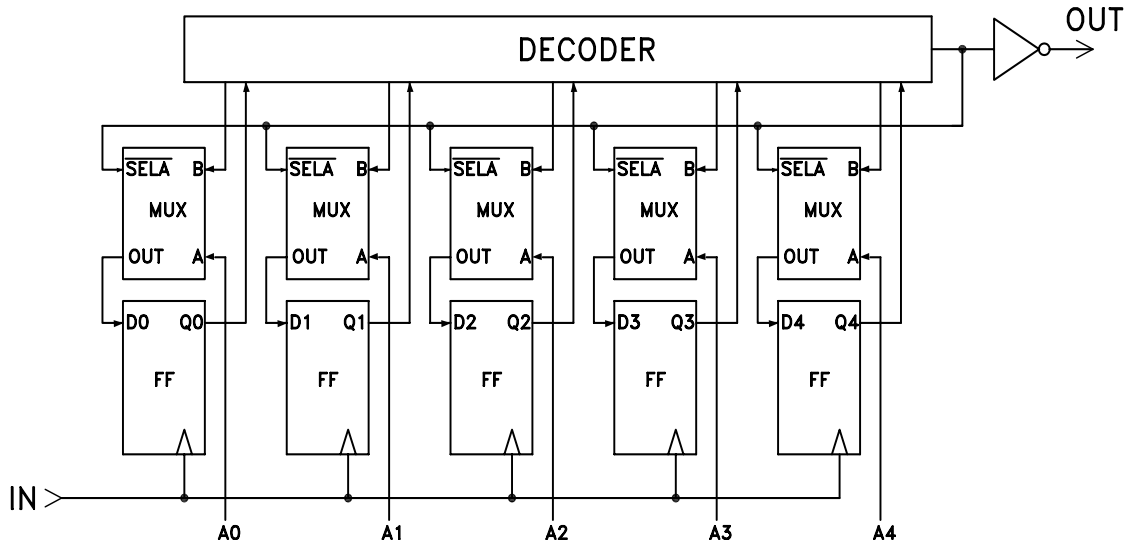 OUT
DECODER
SELA B SELA B SELA B SELA B SELA B
MUX MUX MUX MUX MUX
OUT A OUT A OUT A OUT A OUT A
D0 Q0 D1 Q1 D2 Q2 D3 Q3 D4 Q4
FF FF FF FF FF
IN
A0 A1 A2 A3 A4